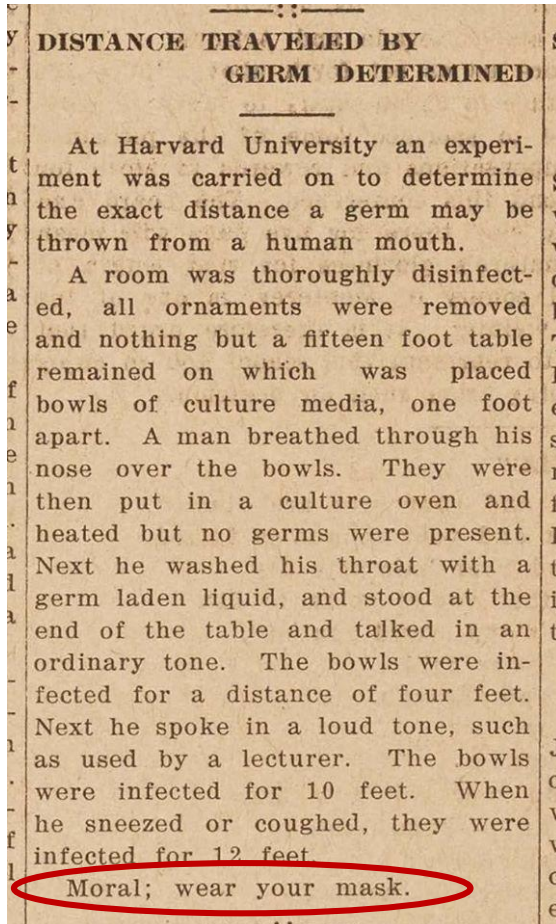 DISTANCE TRAVELED BY
GERM DETERMINED
At Harvard University an experi-
ment was carried on to determine
the exact distance a germ may be
thrown from a human mouth.
A room was thoroughly disinfect-
ed, all ornaments were removed
and nothing but a fifteen foot table
remained on which was placed
bowls of culture media, one foot
apart. A man breathed through his
nose over the bowls. They were
then put in a culture oven and
heated but no germs were present.
Next he washed his throat with a
germ laden liquid, and stood at the
end of the table and talked in an
ordinary tone. The bowls were in-
fected for a distance of four feet.
Next he spoke in a loud tone, such
as used by a lecturer. The bowls
were infected for 10 feet. When
he sneezed or coughed, they were
infected for 12 feet.
Moral; wear your mask.